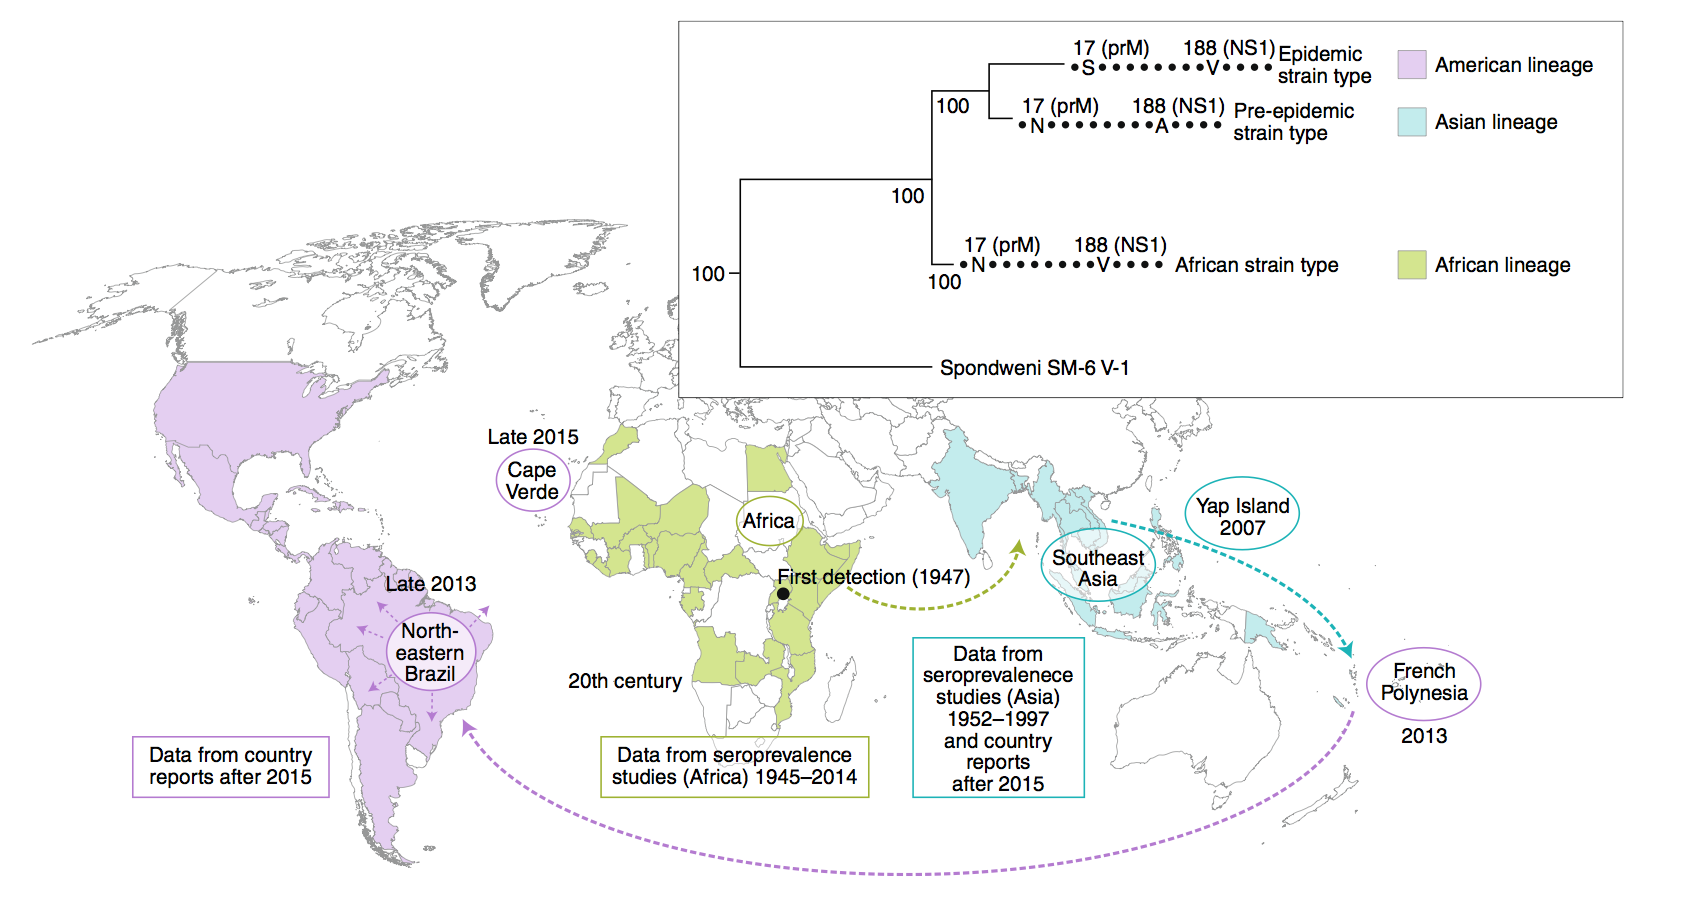 17 (prM) 188 (NS1)
S V
Epidemic
strain type
American lineage
100
17 (prM) 188 (NS1)
N A
Pre-epidemic
strain type
Asian lineage
100
17 (prM) 188 (NS1)
N V
African strain type
African lineage
100
100
Spondweni SM-6 V-1
Late 2015
Cape
Verde
Africa
Yap Island
2007
Southeast
Asia
First detection (1947)
Late 2013
North-
eastern
Brazil
20th century
French
Polynesia
2013
Data from country
reports after 2015
Data from seroprevalence
studies (Africa) 1945–2014
Data from
seroprevalenece
studies (Asia)
1952–1997
and country
reports
after 2015